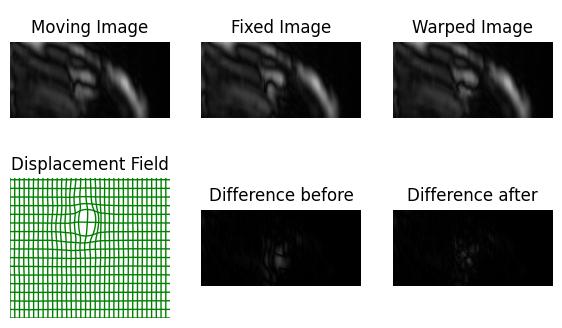 Moving Image
Fixed Image
Warped Image
Displacement Field
Difference before
Difference after